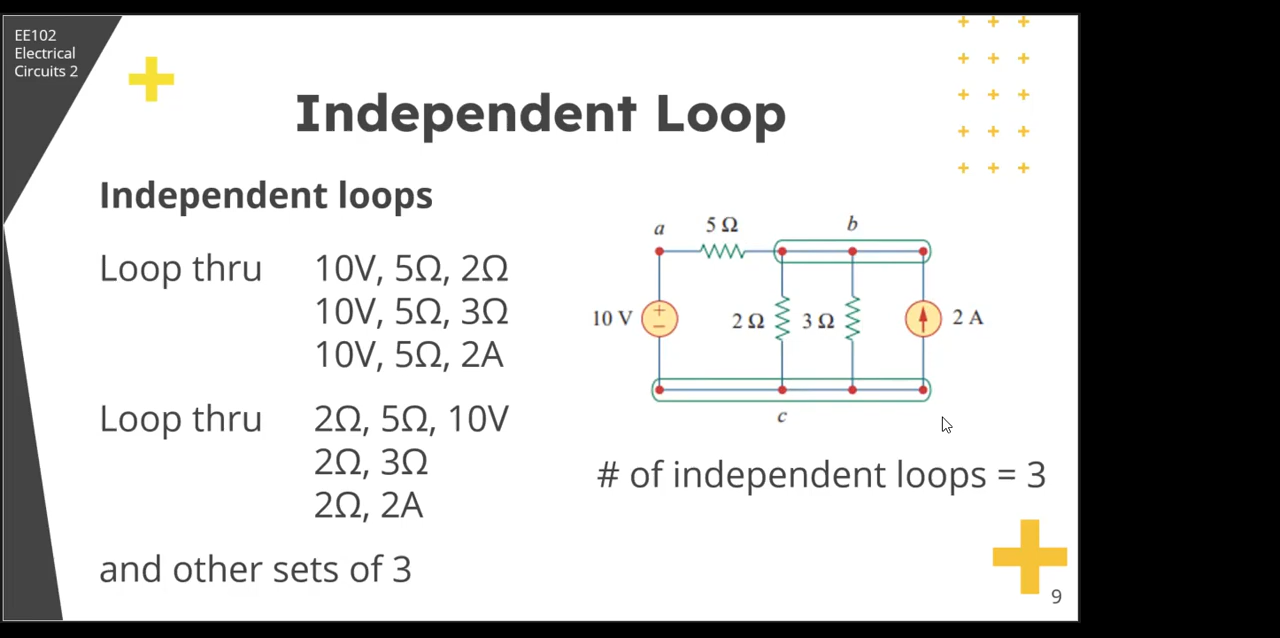 EE102
Electrical
Circuits 2
Independent Loop
Independent loops
Loop thru 10V, 5Ω, 2Ω
10V, 5Ω, 3Ω
10V, 5Ω, 2A
Loop thru 2Ω, 5Ω, 10V
2Ω, 3Ω
2Ω, 2A
and other sets of 3
a 5 Ω b
10 V + − 2 Ω 3 Ω 2 A
c
# of independent loops = 3
9